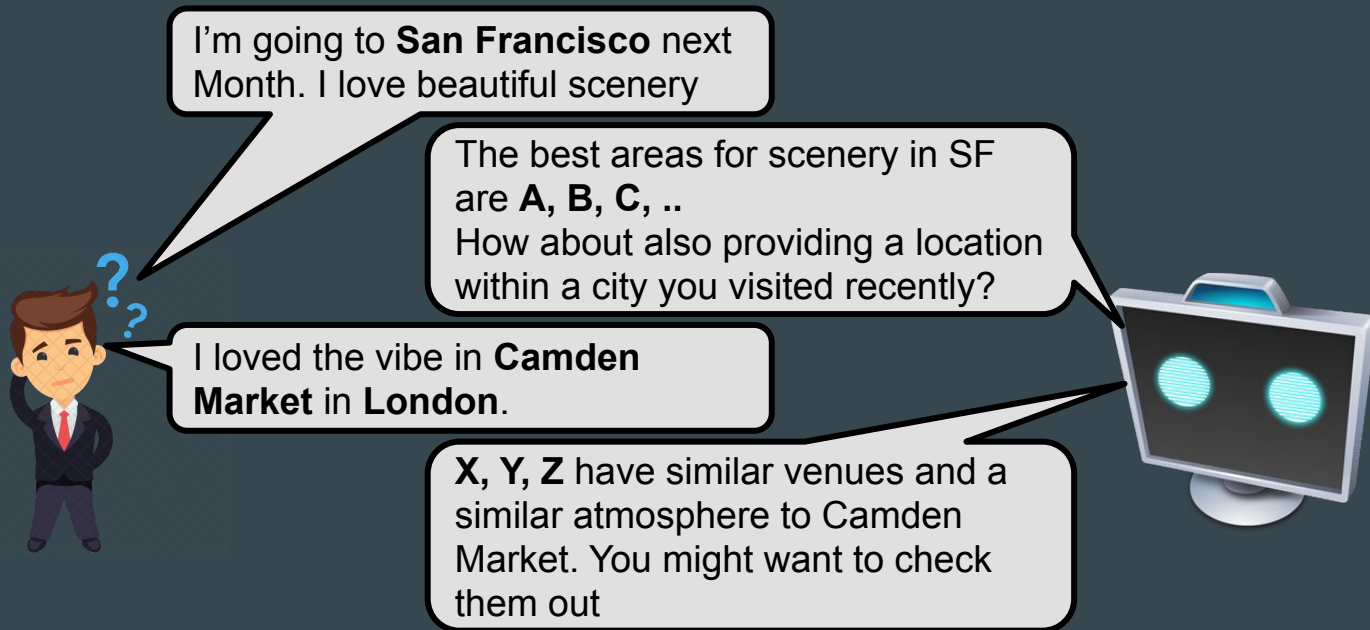 I’m going to San Francisco next
Month. I love beautiful scenery
The best areas for scenery in SF
are A, B, C, ..
How about also providing a location
within a city you visited recently?
? ?
I loved the vibe in Camden
Market in London.
X, Y, Z have similar venues and a
similar atmosphere to Camden
Market. You might want to check
them out